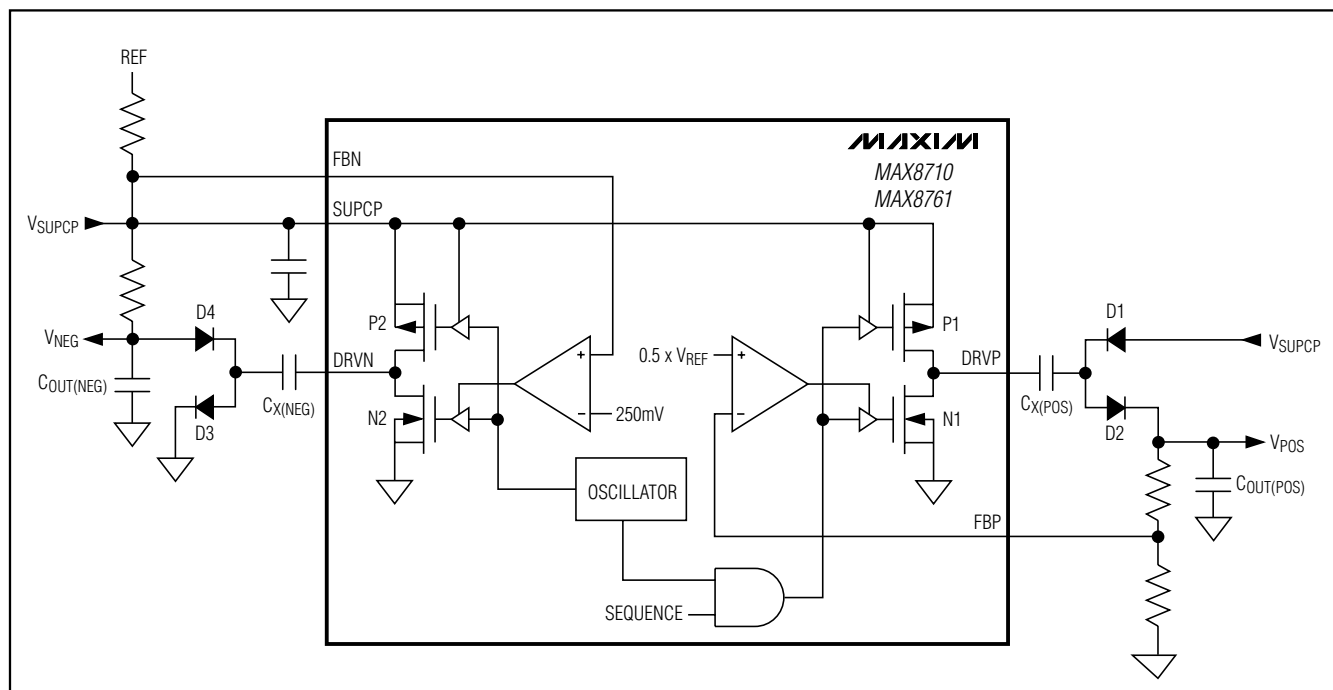 REF
FBN
MAXIM
MAX8710
MAX8761
SUPCP
VSUPCP
D4
P2
P1
D1
VNEG
DRVN
0.5 x VREF
DRVP
VSUPCP
COUT(NEG)
CX(NEG)
+
−
250mV
+
−
CX(POS)
D3
N2
N1
D2
VPOS
OSCILLATOR
COUT(POS)
FBP
SEQUENCE